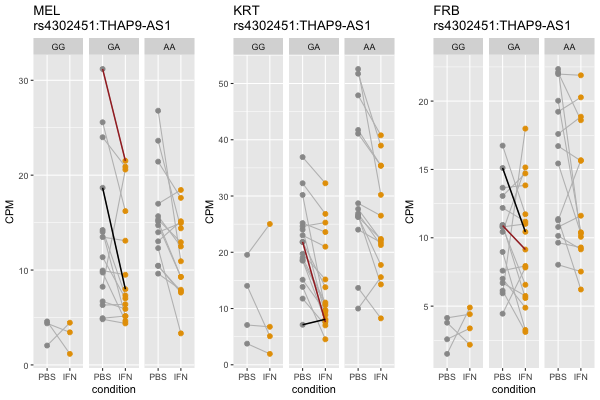 MEL
rs4302451:THAP9-AS1
GG GA AA
CPM
30
20
10
0
PBS IFN PBS IFN PBS IFN
condition
KRT
rs4302451:THAP9-AS1
GG GA AA
CPM
50
40
30
20
10
0
PBS IFN PBS IFN PBS IFN
condition
FRB
rs4302451:THAP9-AS1
GG GA AA
CPM
20
15
10
5
PBS IFN PBS IFN PBS IFN
condition